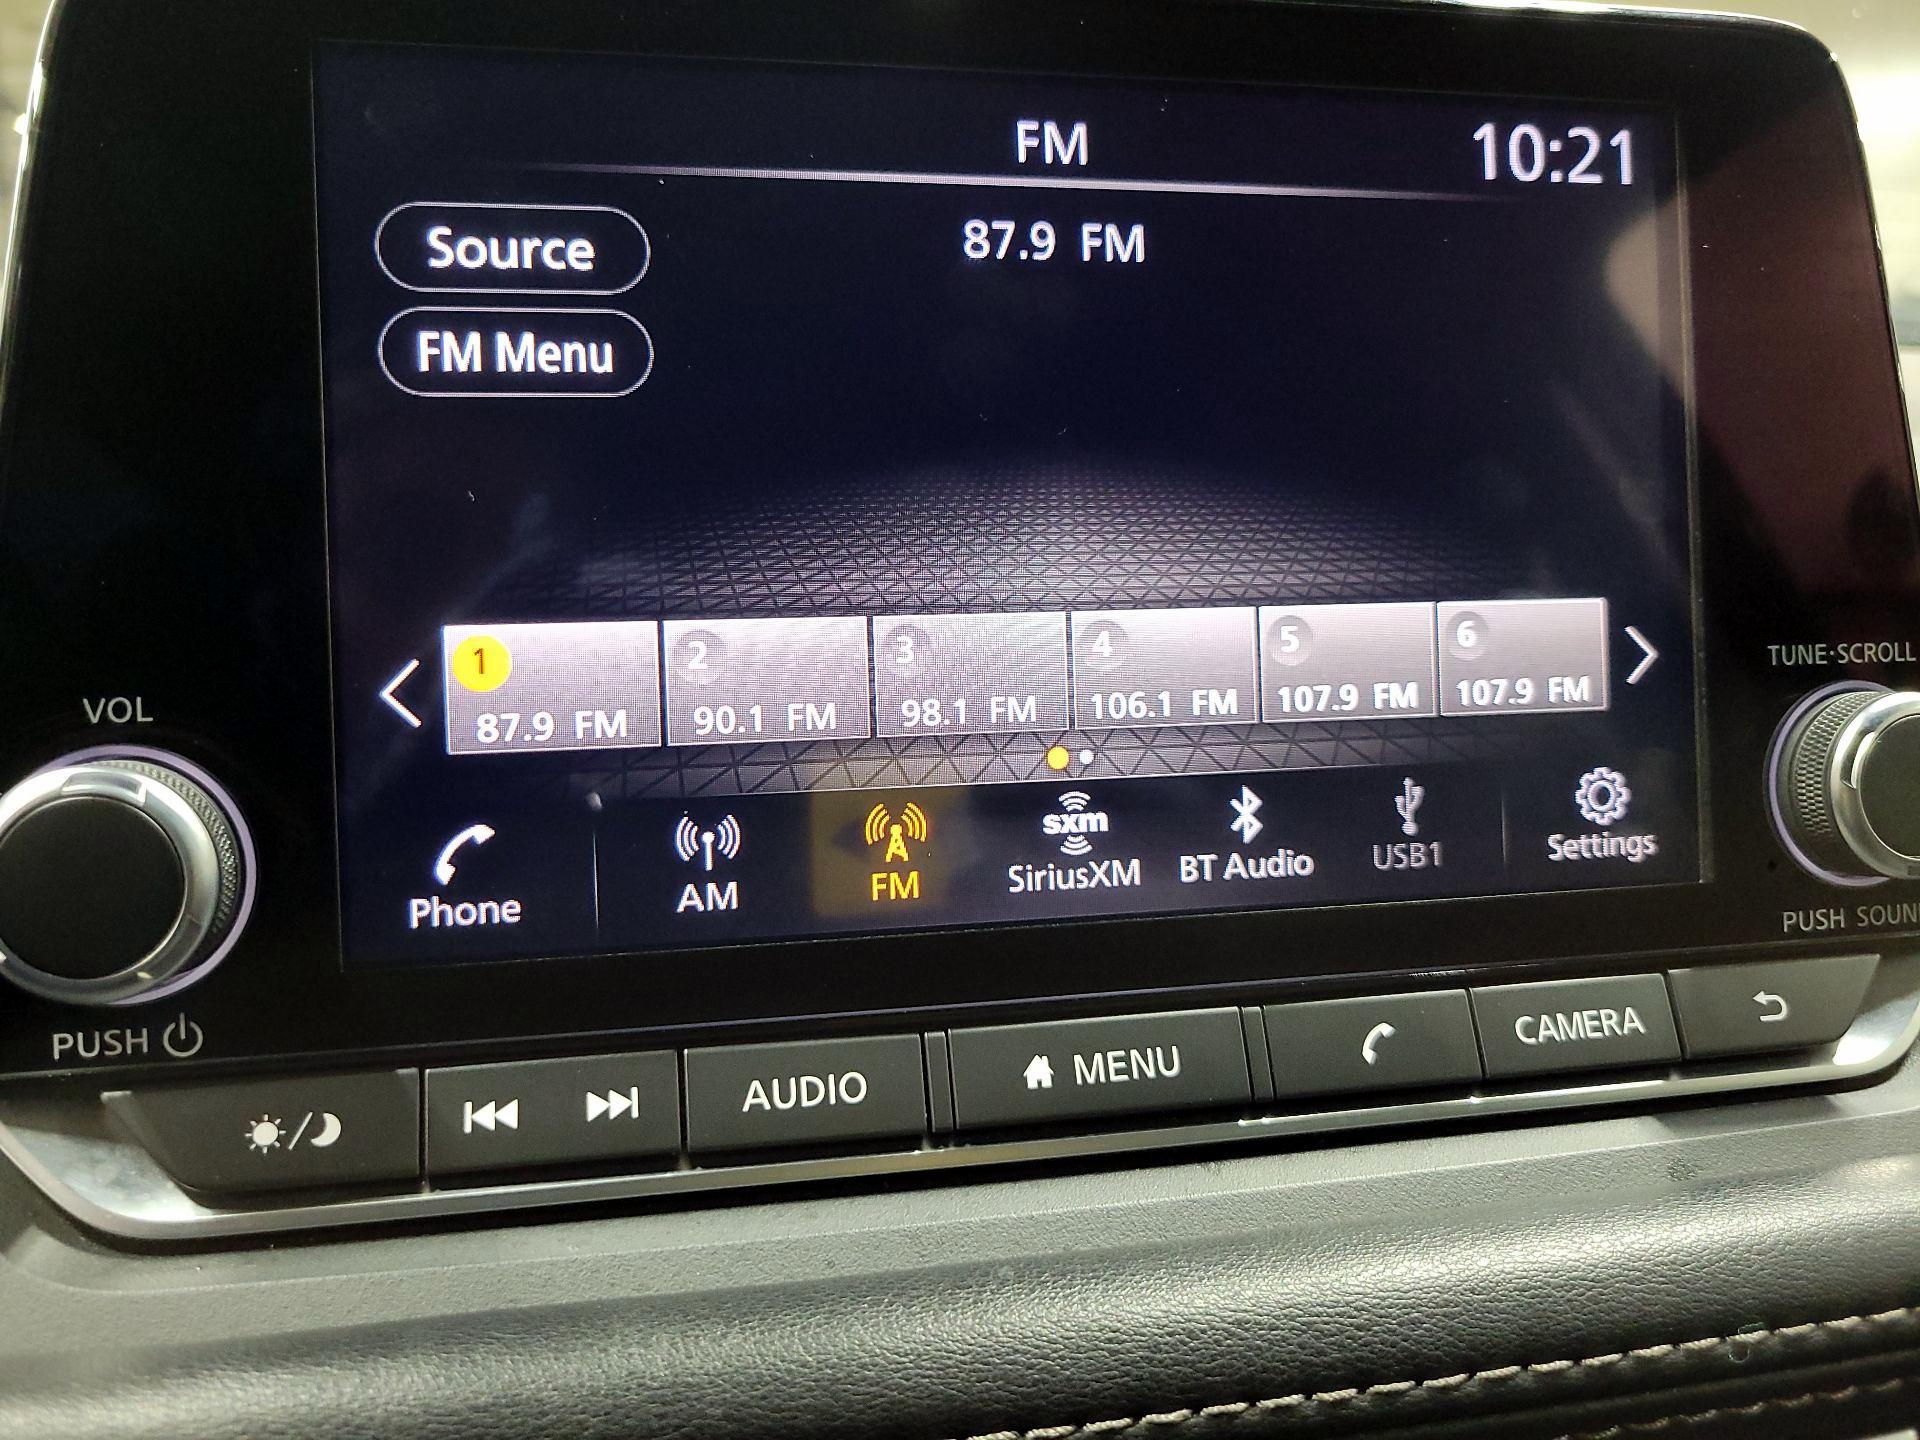 FM
10:21
Source
87.9 FM
FM Menu
1
2
3
4
5
6
87.9 FM
90.1 FM
98.1 FM
106.1 FM
107.9 FM
107.9 FM
VOL
TUNE·SCROLL
Phone
AM
FM
sxm
SiriusXM
BT Audio
USB1
Settings
PUSH
PUSH SOUN
AUDIO
MENU
CAMERA